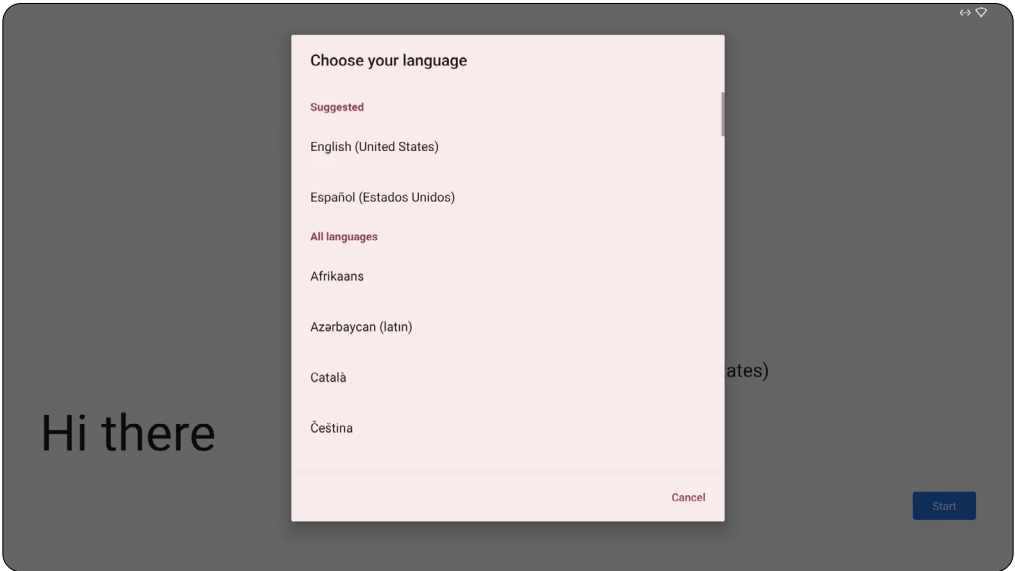 Choose your language
Suggested
English (United States)
Español (Estados Unidos)
All languages
Afrikaans
Azərbaycan (latın)
Català
Čeština
ates)
Hi there
Cancel
Start